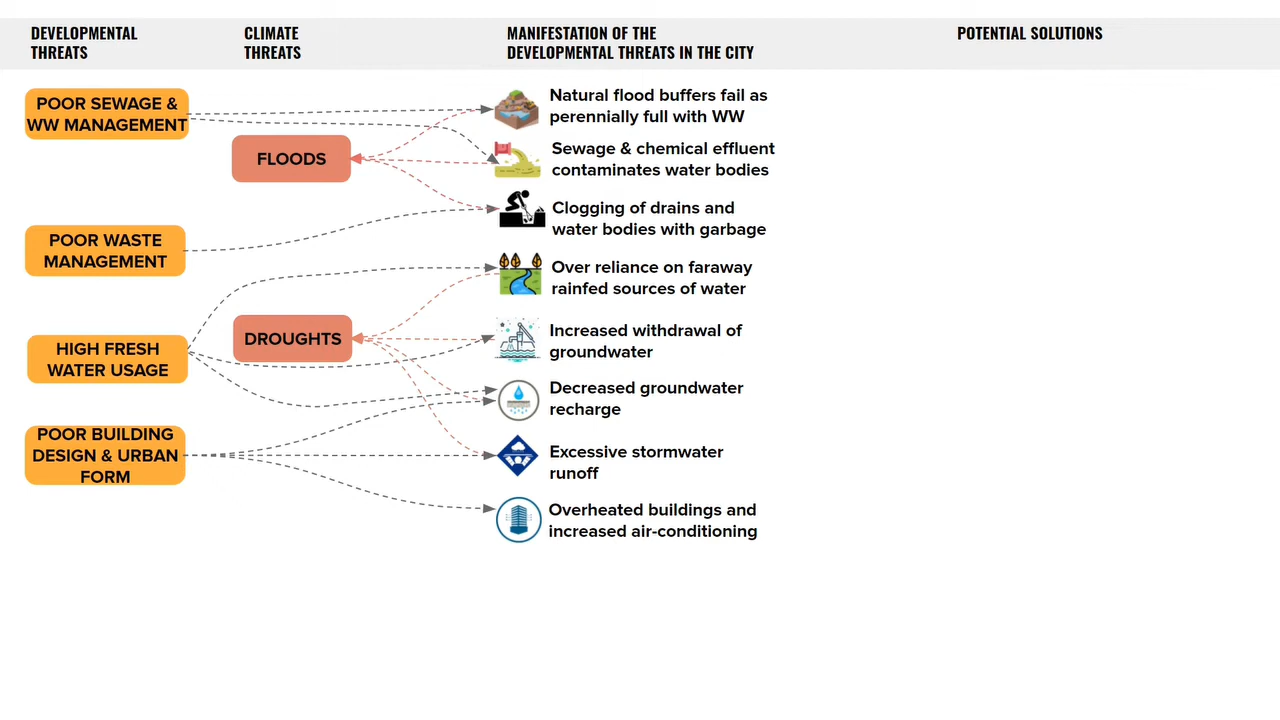 DEVELOPMENTAL
THREATS
CLIMATE
THREATS
MANIFESTATION OF THE
DEVELOPMENTAL THREATS IN THE CITY
POTENTIAL SOLUTIONS
POOR SEWAGE &
WW MANAGEMENT
POOR WASTE
MANAGEMENT
HIGH FRESH
WATER USAGE
POOR BUILDING
DESIGN & URBAN
FORM
FLOODS
DROUGHTS
Natural flood buffers fail as
perennially full with WW
Sewage & chemical effluent
contaminates water bodies
Clogging of drains and
water bodies with garbage
Over reliance on faraway
rainfed sources of water
Increased withdrawal of
groundwater
Decreased groundwater
recharge
Excessive stormwater
runoff
Overheated buildings and
increased air-conditioning